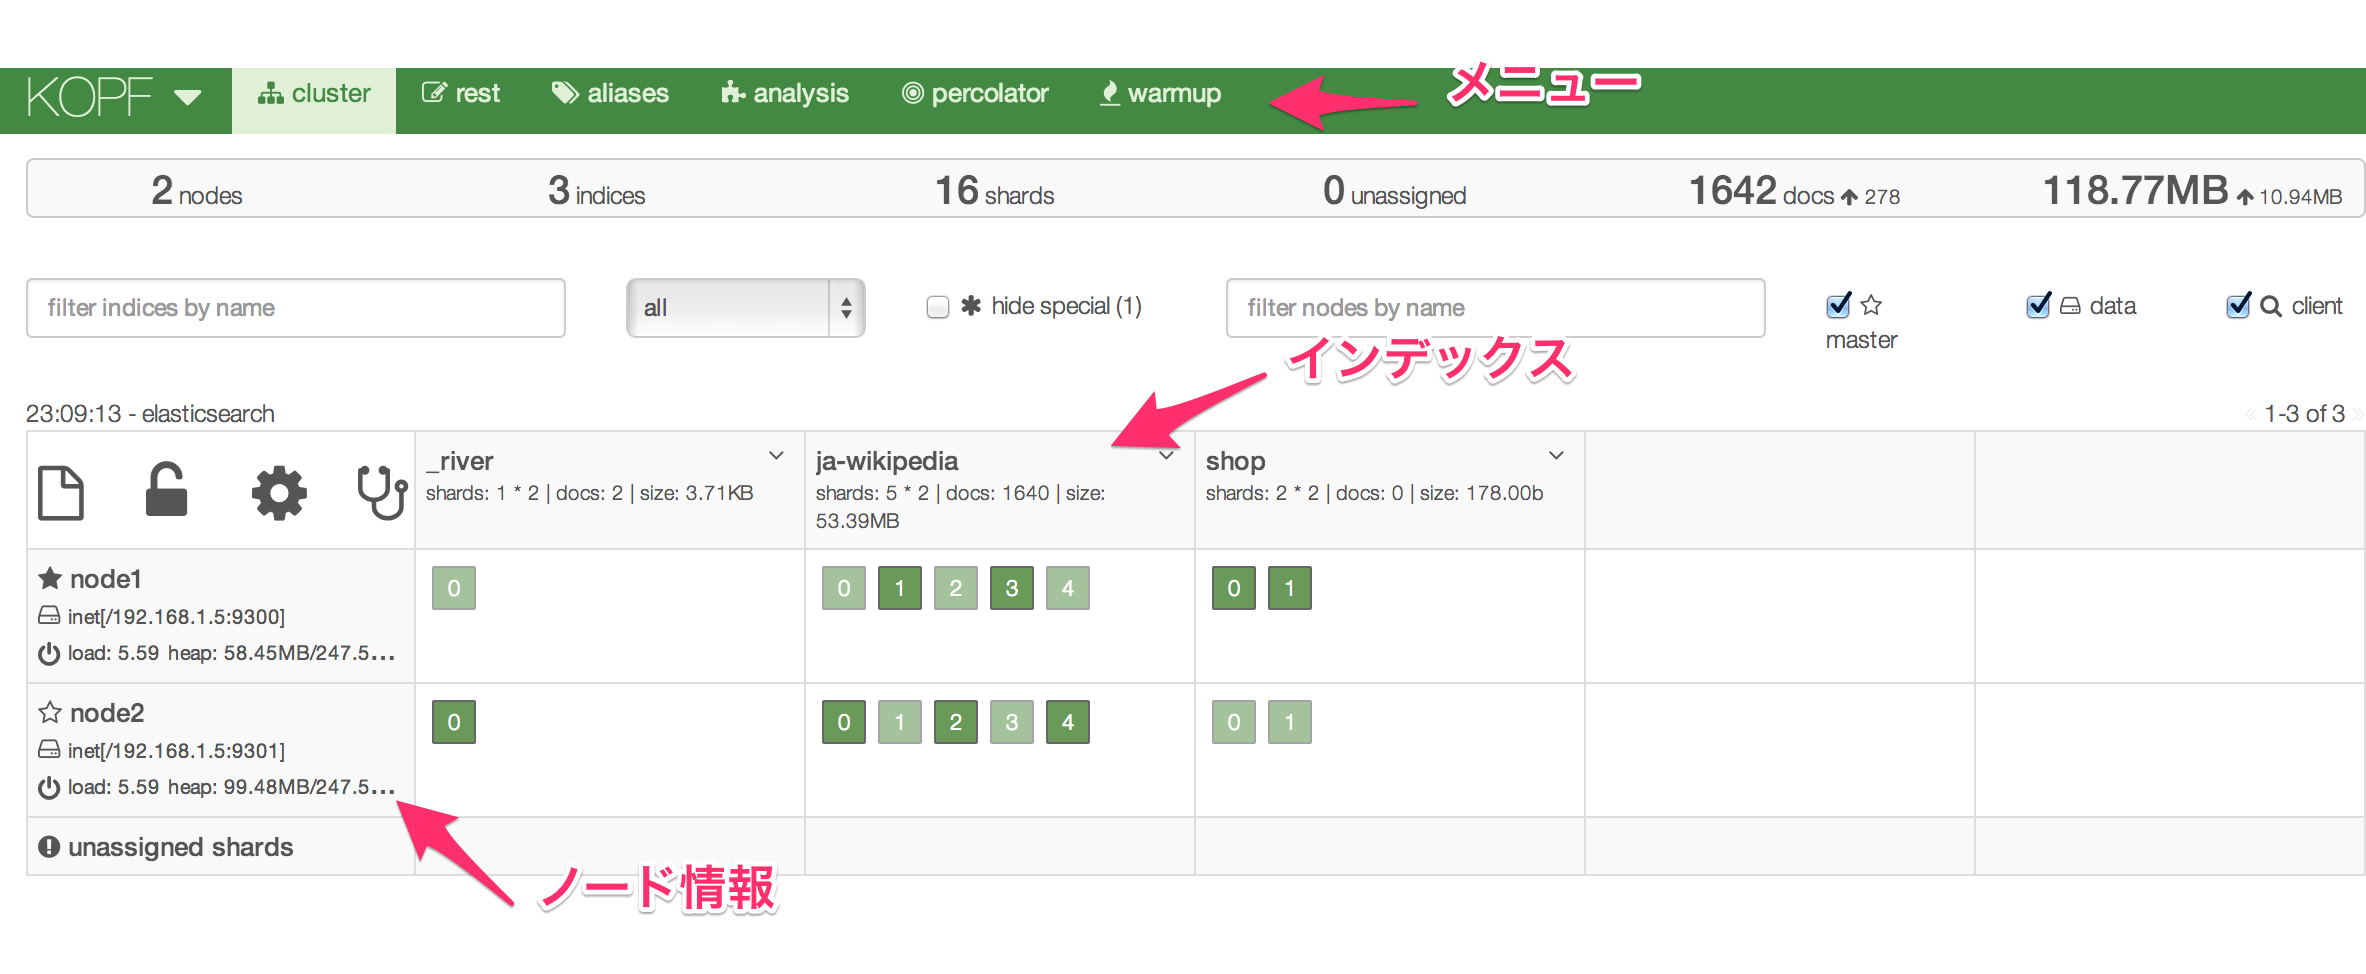 KOPF cluster rest aliases analysis percolator warmup メニュー
2 nodes 3 indices 16 shards 0 unassigned 1642 docs 278 118.77MB 10.94MB
filter indices by name all hide special (1) filter nodes by name master data client
インデックス
23:09:13 - elasticsearch « 1-3 of 3 »
_river
shards: 1 * 2 | docs: 2 | size: 3.71KB
ja-wikipedia
shards: 5 * 2 | docs: 1640 | size:
53.39MB
shop
shards: 2 * 2 | docs: 0 | size: 178.00b
node1
inet[/192.168.1.5:9300]
load: 5.59 heap: 58.45MB/247.5...
0 0 1 2 3 4 0 1
node2
inet[/192.168.1.5:9301]
load: 5.59 heap: 99.48MB/247.5...
0 0 1 2 3 4 0 1
unassigned shards
ノード情報